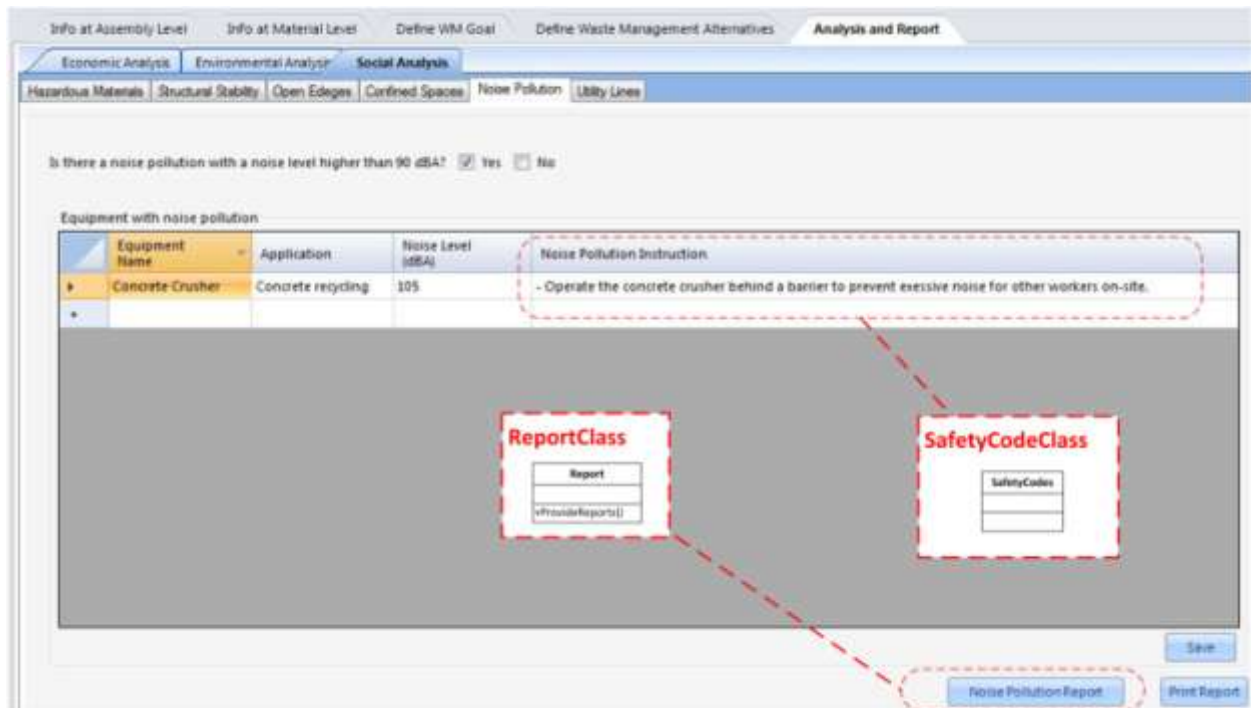 Info at Assembly Level Info at Material Level Define WM Goal Define Waste Management Alternatives Analysis and Report
Economic Analysis Environmental Analysis Social Analysis
Hazardous Materials Structural Stability Open Edeges Confined Spaces Noise Pollution Utility Lines
Is there a noise pollution with a noise level higher than 90 dBA? Yes No
Equipment with noise pollution
Equipment Name Application Noise Level (dBA) Noise Pollution Instruction
Concrete Crusher Concrete recycling 105 - Operate the concrete crusher behind a barrier to prevent exessive noise for other workers on-site.
ReportClass
Report
+ProvideReports()
SafetyCodeClass
SafetyCodes
Save
Noise Pollution Report Print Report